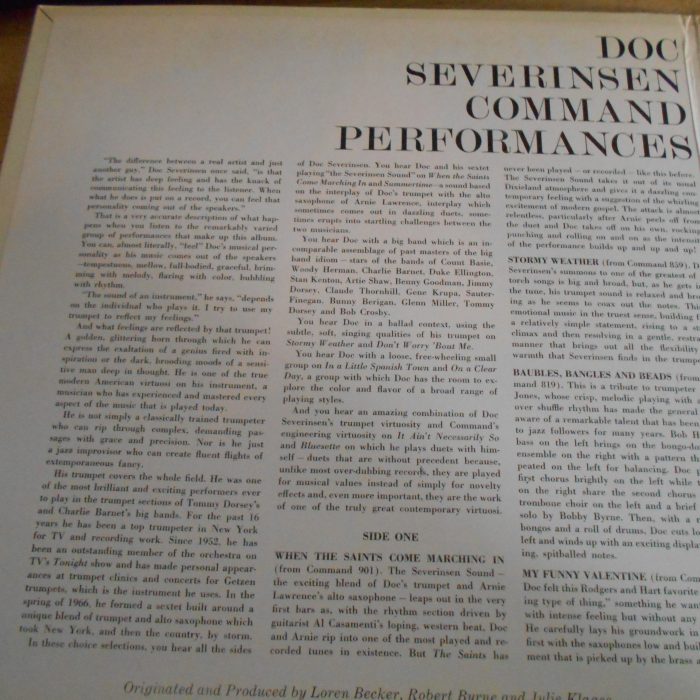 DOC
SEVERINSEN
COMMAND
PERFORMANCES
"The difference between a real artist and just
another guy," Doc Severinsen once said, "is that
the artist has deep feeling and has the knack of
communicating this feeling to the listener. When
what he does is put on a record, you can feel that
personality coming out of the speakers."
That is a very accurate description of what hap-
pens when you listen to the remarkably varied
group of performances that make up this album.
You can, almost literally, "feel" Doc's musical per-
sonality as his music comes out of the speakers
—tempestuous, mellow, full-bodied, graceful, brim-
ming with melody, flaring with color, bubbling
with rhythm.
"The sound of an instrument," he says, "depends
on the individual who plays it. I try to use my
trumpet to reflect my feelings."
And what feelings are reflected by that trumpet!
A golden, glittering horn through which he can
express the exaltation of a genius fired with in-
spiration or the dark, brooding moods of a sensi-
tive man deep in thought. He is one of the true
modern American virtuosi on his instrument, a
musician who has experienced and mastered every
aspect of the music that is played today.
He is not simply a classically trained trumpeter
who can rip through complex, demanding pas-
sages with grace and precision. Nor is he just
a jazz improvisor who can create fluent flights of
extemporaneous fancy.
His trumpet covers the whole field. He was one
of the most brilliant and exciting performers ever
to play in the trumpet sections of Tommy Dorsey's
and Charlie Barnet's big bands. For the past 16
years he has been a top trumpeter in New York
for TV and recording work. Since 1952, he has
been an outstanding member of the orchestra on
TV's Tonight show and has made personal appear-
ances at trumpet clinics and concerts for Getzen
trumpets, which is the instrument he uses. In the
spring of 1966, he formed a sextet built around a
unique blend of trumpet and alto saxophone which
took New York, and then the country, by storm.
In these choice selections, you hear all the sides
of Doc Severinsen. You hear Doc and his sextet
playing "the Severinsen Sound" on When the Saints
Come Marching In and Summertime—a sound based
on the interplay of Doc's trumpet with the alto
saxophone of Arnie Lawrence, interplay which
sometimes comes out in dazzling duets, some-
times erupts into startling challenges between the
two musicians.
You hear Doc with a big band which is an in-
comparable assemblage of past masters of the big
band idiom—stars of the bands of Count Basie,
Woody Herman, Charlie Barnet, Duke Ellington,
Stan Kenton, Artie Shaw, Benny Goodman, Jimmy
Dorsey, Claude Thornhill, Gene Krupa, Sauter-
Finegan, Bunny Berigan, Glenn Miller, Tommy
Dorsey and Bob Crosby.
You hear Doc in a ballad context, using the
subtle, soft, singing qualities of his trumpet on
Stormy Weather and Don't Worry 'Bout Me.
You hear Doc with a loose, free-wheeling small
group on In a Little Spanish Town and On a Clear
Day, a group with which Doc has the room to ex-
plore the color and flavor of a broad range of
playing styles.
And you hear an amazing combination of Doc
Severinsen's trumpet virtuosity and Command's
engineering virtuosity on It Ain't Necessarily So
and Bluesette on which he plays duets with him-
self—duets that are without precedent because,
unlike most over-dubbing records, they are played
for musical values instead of simply for novelty
effects and, even more important, they are the work
of one of the truly great contemporary virtuosi.
SIDE ONE
WHEN THE SAINTS COME MARCHING IN
(from Command 901). The Severinsen Sound—
the exciting blend of Doc's trumpet and Arnie
Lawrence's alto saxophone—leaps out in the very
first bars as, with the rhythm section driven by
guitarist Al Casamenti's loping, western beat, Doc
and Arnie rip into one of the most played and re-
corded tunes in existence. But The Saints has
never been played—or recorded—like this before.
The Severinsen Sound takes it out of its usual
Dixieland atmosphere and gives it a dazzling con-
temporary feeling with a suggestion of the whirling
excitement of modern gospel. The attack is almost
relentless, particularly after Arnie peels off from
the duet and Doc takes off on his own, rocking
punching and rolling on and on as the intensity
of the performance builds up and up and up!
STORMY WEATHER (from Command 859).
Severinsen's summons to one of the greatest of
torch songs is big and broad, but, as he gets in
the tune, his trumpet sound is relaxed and bro
ing as he seems to coax out the notes. This
emotional music in the truest sense, building f
a relatively simple statement, rising to a
climax and then resolving in a gentle, restra
manner that brings out all the flexibility
warmth that Severinsen finds in the trumpe
BAUBLES, BANGLES AND BEADS (from
mand 819). This is a tribute to trumpeter
Jones, whose crisp, melodic playing with a
over shuffle rhythm has made the general
aware of a remarkable talent that has been
to jazz followers for many years. Bob H
bass on the left brings on the bongo-do
ensemble on the right with a pattern th
peated on the left for balancing. Doc
first chorus brightly on the left while t
on the right share the second chorus
trombone choir on the left and a brief
solo by Bobby Byrne. Then, with a
bongos and a roll of drums, Doc cuts lo
left and winds up with an exciting displa
ing, spitballed notes.
MY FUNNY VALENTINE (from Com
Doc felt this Rodgers and Hart favorite
ing type of thing," something he wa
with intense feeling but without any
He carefully lays his groundwork in
first with the saxophones low and buil
ment that is picked up by the brass
Originated and Produced by Loren Becker, Robert Byrne and Julie Klages